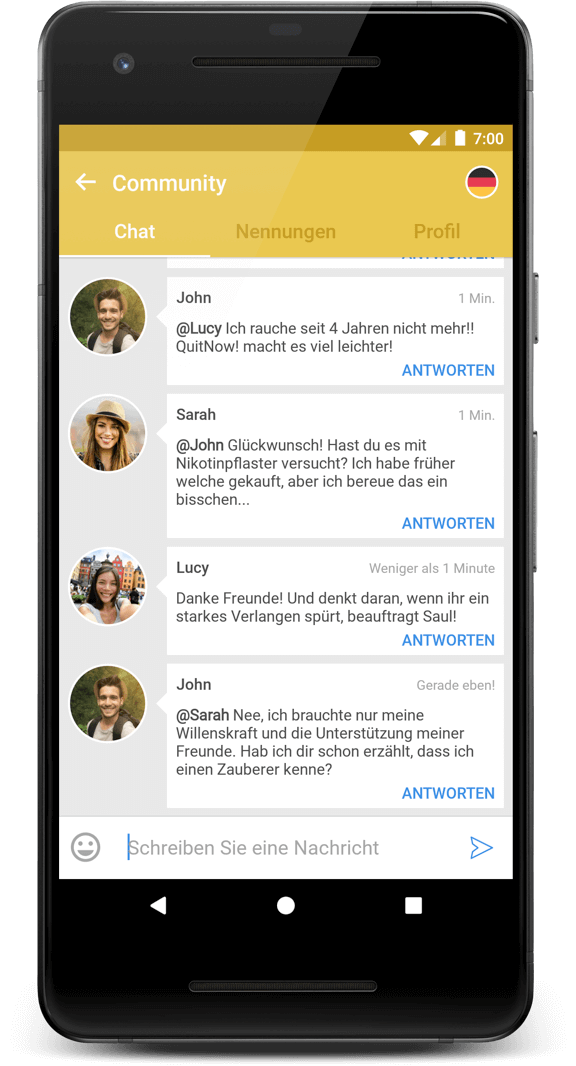 7:00
Community
Chat Nennungen Profil
ANTWORTEN
John 1 Min.
@Lucy Ich rauche seit 4 Jahren nicht mehr!!
QuitNow! macht es viel leichter!
ANTWORTEN
Sarah 1 Min.
@John Glückwunsch! Hast du es mit
Nikotinpflaster versucht? Ich habe früher
welche gekauft, aber ich bereue das ein
bisschen...
ANTWORTEN
Lucy Weniger als 1 Minute
Danke Freunde! Und denkt daran, wenn ihr ein
starkes Verlangen spürt, beauftragt Saul!
ANTWORTEN
John Gerade eben!
@Sarah Nee, ich brauchte nur meine
Willenskraft und die Unterstützung meiner
Freunde. Hab ich dir schon erzählt, dass ich
einen Zauberer kenne?
ANTWORTEN
Schreiben Sie eine Nachricht